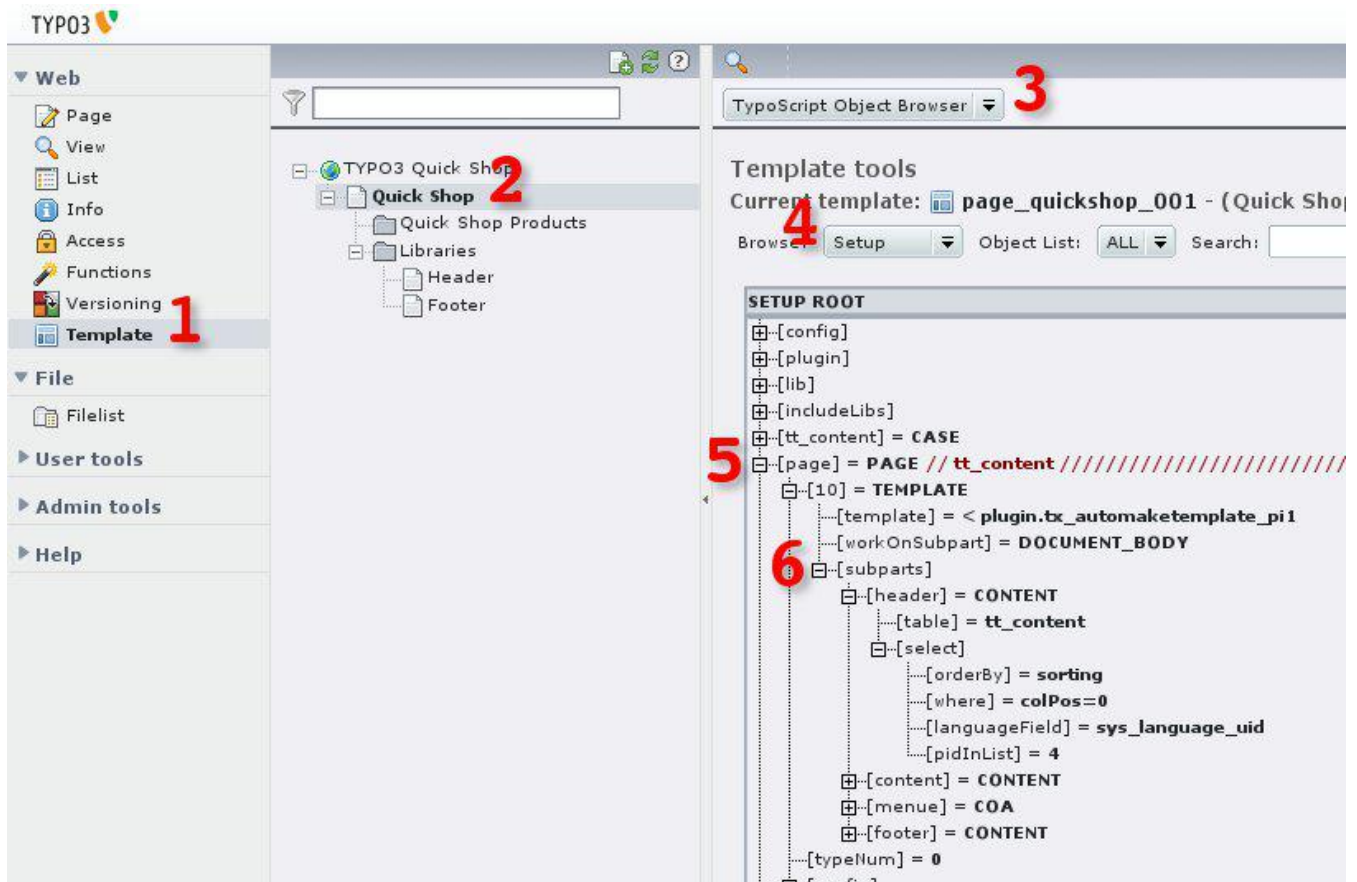 TYPO3
Web
Page
View
List
Info
Access
Functions
Versioning
1
Template
File
Filelist
User tools
Admin tools
Help
TYPO3 Quick Shop
2
Quick Shop
Quick Shop Products
Libraries
Header
Footer
TypoScript Object Browser
3
Template tools
Current template: page_quickshop_001 - (Quick Shop
4
Browse Setup Object List: ALL Search:
SETUP ROOT
[config]
[plugin]
[lib]
[includeLibs]
[tt_content] = CASE
5
[page] = PAGE // tt_content /////////////////////////
[10] = TEMPLATE
[template] = < plugin.tx_automaketemplate_pi1
[workOnSubpart] = DOCUMENT_BODY
6
[subparts]
[header] = CONTENT
[table] = tt_content
[select]
[orderBy] = sorting
[where] = colPos=0
[languageField] = sys_language_uid
[pidInList] = 4
[content] = CONTENT
[menue] = COA
[footer] = CONTENT
[typeNum] = 0